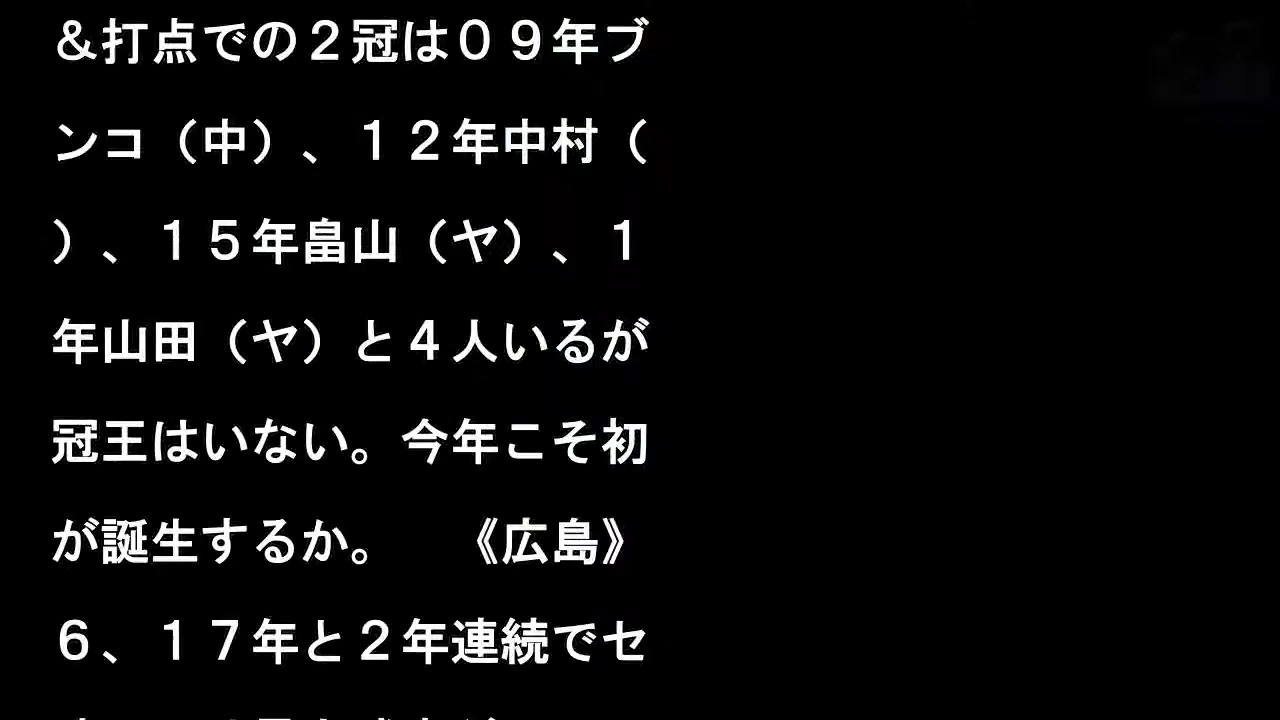 ＆打点での２冠は０９年ブ
ンコ（中）、１２年中村（
）、１５年畠山（ヤ）、１
年山田（ヤ）と４人いるが
冠王はいない。今年こそ初
が誕生するか。　《広島》
６、１７年と２年連続でセ